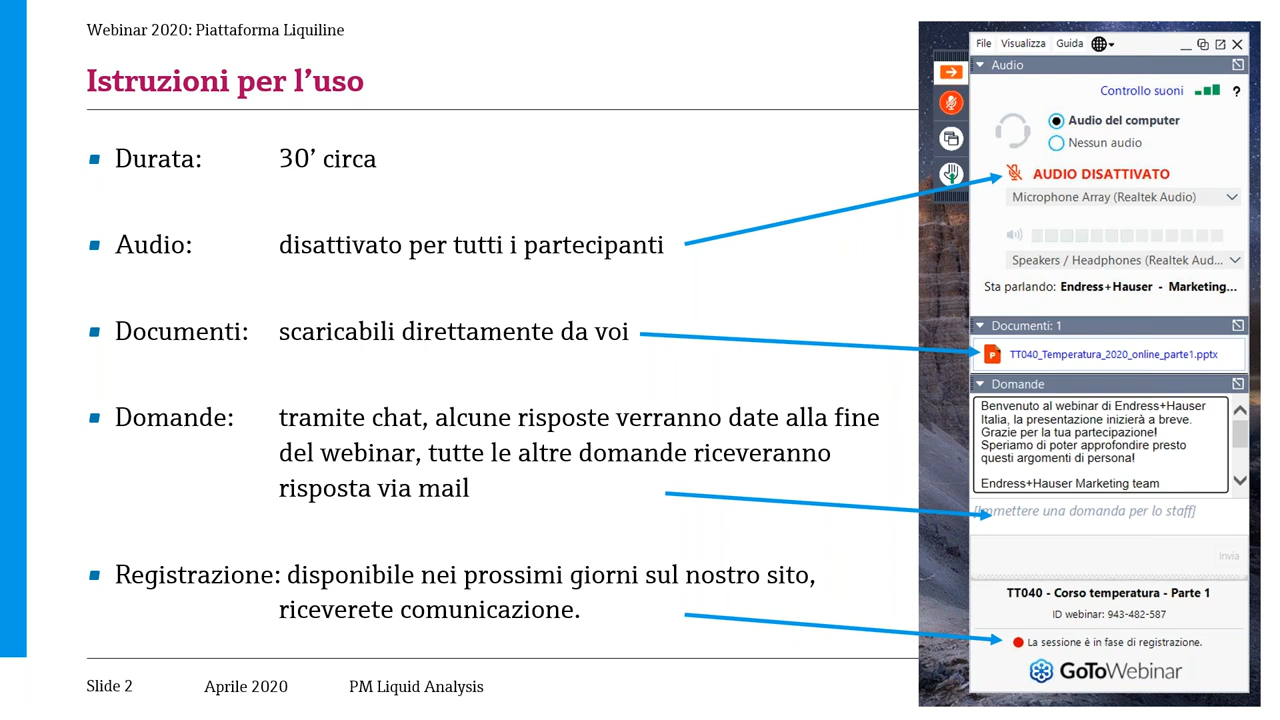 Webinar 2020: Piattaforma Liquiline
Istruzioni per l'uso
Durata: 30' circa
Audio: disattivato per tutti i partecipanti
Documenti: scaricabili direttamente da voi
Domande: tramite chat, alcune risposte verranno date alla fine
del webinar, tutte le altre domande riceveranno
risposta via mail
Registrazione: disponibile nei prossimi giorni sul nostro sito,
riceverete comunicazione.
Slide 2 Aprile 2020 PM Liquid Analysis
File Visualizza Guida
Audio
Controllo suoni ?
Audio del computer
Nessun audio
AUDIO DISATTIVATO
Microphone Array (Realtek Audio)
Speakers / Headphones (Realtek Aud...
Sta parlando: Endress+Hauser - Marketing...
Documenti: 1
P TT040_Temperatura_2020_online_parte1.pptx
Domande
Benvenuto al webinar di Endress+Hauser
Italia, la presentazione inizierà a breve.
Grazie per la tua partecipazione!
Speriamo di poter approfondire presto
questi argomenti di persona!
Endress+Hauser Marketing team
[Immettere una domanda per lo staff]
Invia
TT040 - Corso temperatura - Parte 1
ID webinar: 943-482-587
La sessione è in fase di registrazione.
GoToWebinar